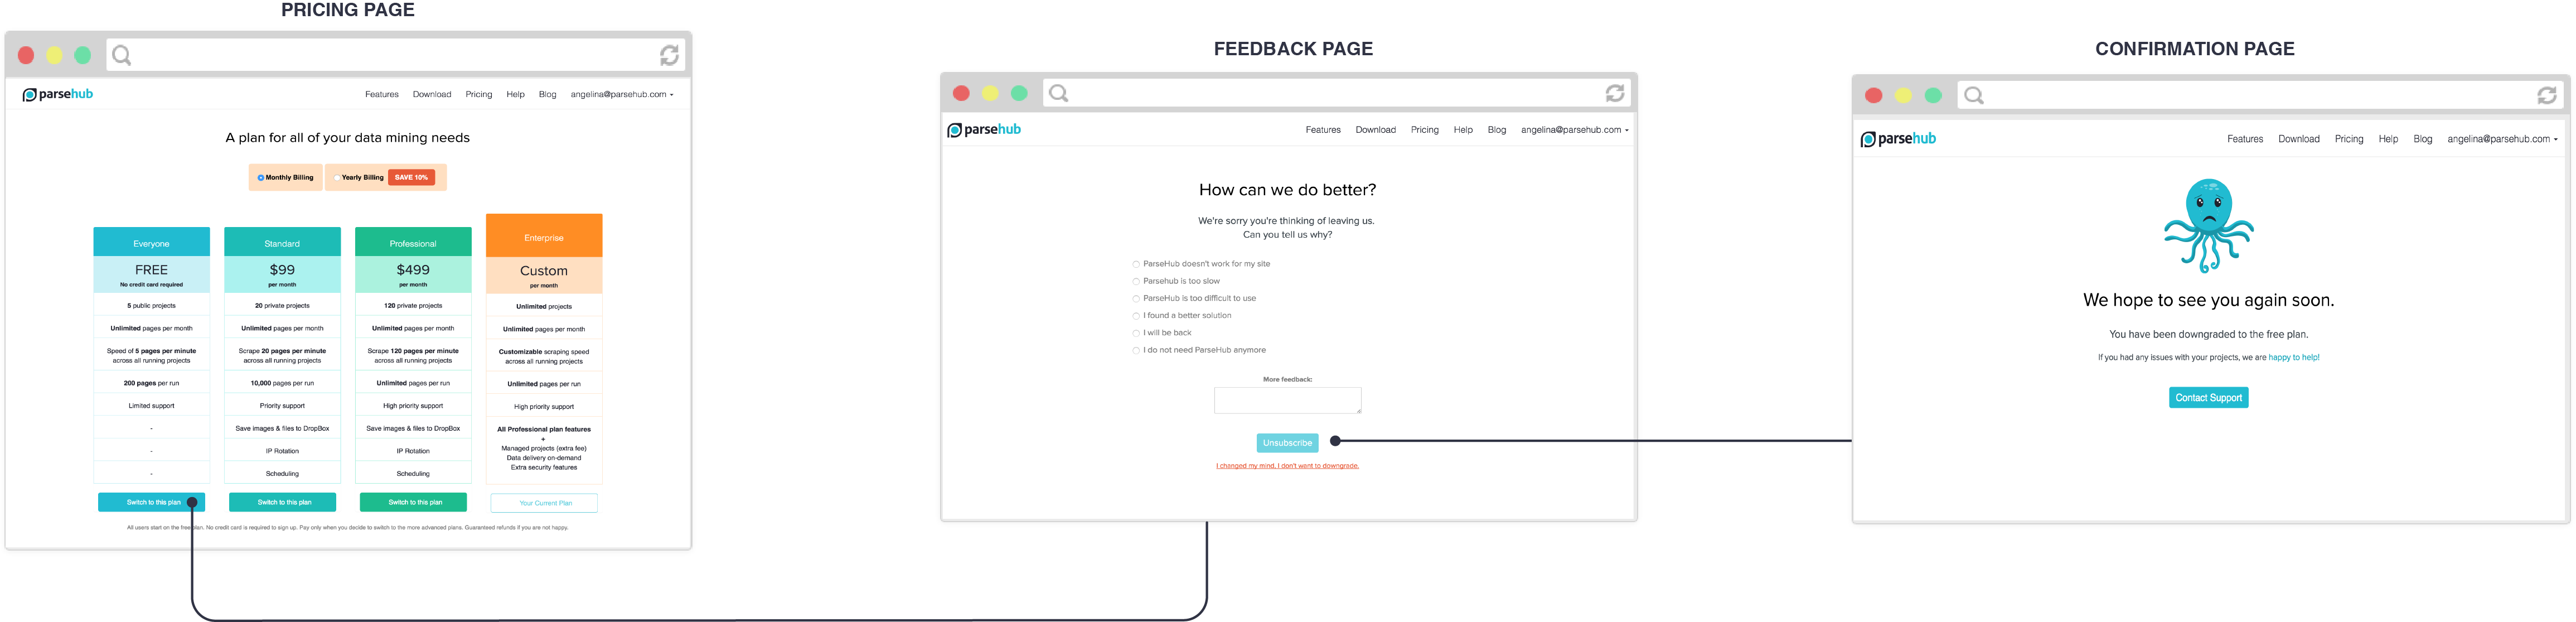 PRICING PAGE
parsehub
Features Download Pricing Help Blog angelina@parsehub.com
A plan for all of your data mining needs
Monthly Billing Yearly Billing SAVE 10%
Everyone
FREE
No credit card required
5 public projects
Unlimited pages per month
Speed of 5 pages per minute
across all running projects
200 pages per run
Limited support
-
-
-
Switch to this plan
Standard
$99
per month
20 private projects
Unlimited pages per month
Scrape 20 pages per minute
across all running projects
10,000 pages per run
Priority support
Save images & files to DropBox
IP Rotation
Scheduling
Switch to this plan
Professional
$499
per month
120 private projects
Unlimited pages per month
Scrape 120 pages per minute
across all running projects
Unlimited pages per run
High priority support
Save images & files to DropBox
IP Rotation
Scheduling
Switch to this plan
Enterprise
Custom
per month
Unlimited projects
Unlimited pages per month
Customizable scraping speed
across all running projects
Unlimited pages per run
High priority support
All Professional plan features
+
Managed projects (extra fee)
Data delivery on-demand
Extra security features
Your Current Plan
All users start on the free plan. No credit card is required to sign up. Pay only when you decide to switch to the more advanced plans. Guaranteed refunds if you are not happy.
FEEDBACK PAGE
parsehub
Features Download Pricing Help Blog angelina@parsehub.com
How can we do better?
We're sorry you're thinking of leaving us.
Can you tell us why?
ParseHub doesn't work for my site
Parsehub is too slow
ParseHub is too difficult to use
I found a better solution
I will be back
I do not need ParseHub anymore
More feedback:
Unsubscribe
I changed my mind, I don't want to downgrade.
CONFIRMATION PAGE
parsehub
Features Download Pricing Help Blog angelina@parsehub.com
We hope to see you again soon.
You have been downgraded to the free plan.
If you had any issues with your projects, we are happy to help!
Contact Support